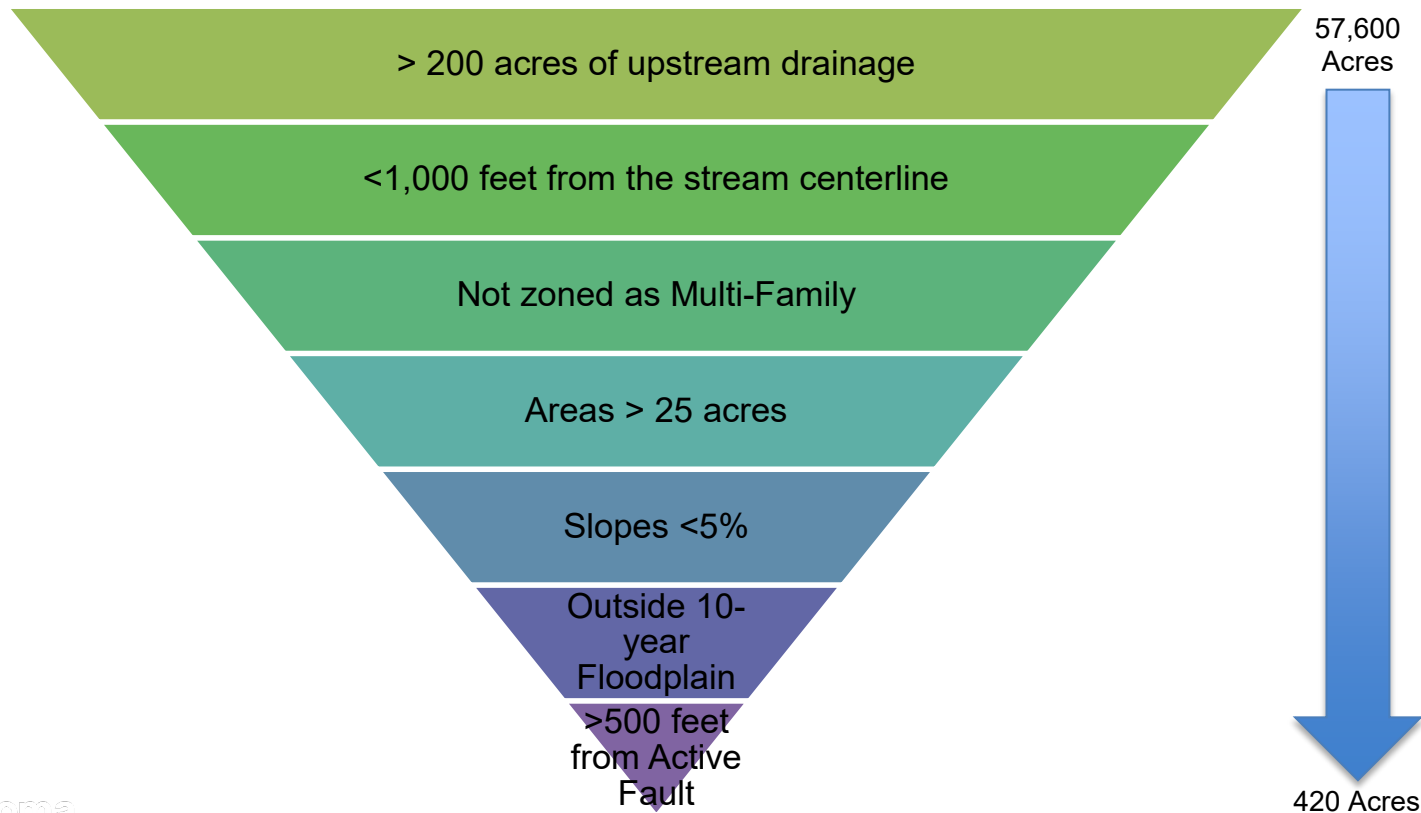 > 200 acres of upstream drainage
57,600
Acres
<1,000 feet from the stream centerline
Not zoned as Multi-Family
Areas > 25 acres
Slopes <5%
Outside 10-
year
Floodplain
>500 feet
from Active
Fault
420 Acres